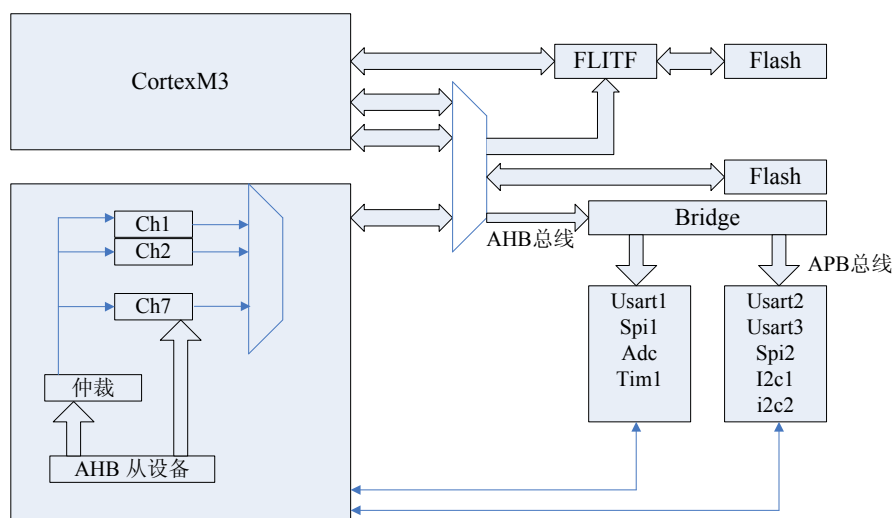 CortexM3
FLITF
Flash
Flash
Bridge
AHB总线
APB总线
Ch1
Ch2
Ch7
仲裁
AHB 从设备
Usart1
Spi1
Adc
Tim1
Usart2
Usart3
Spi2
I2c1
i2c2